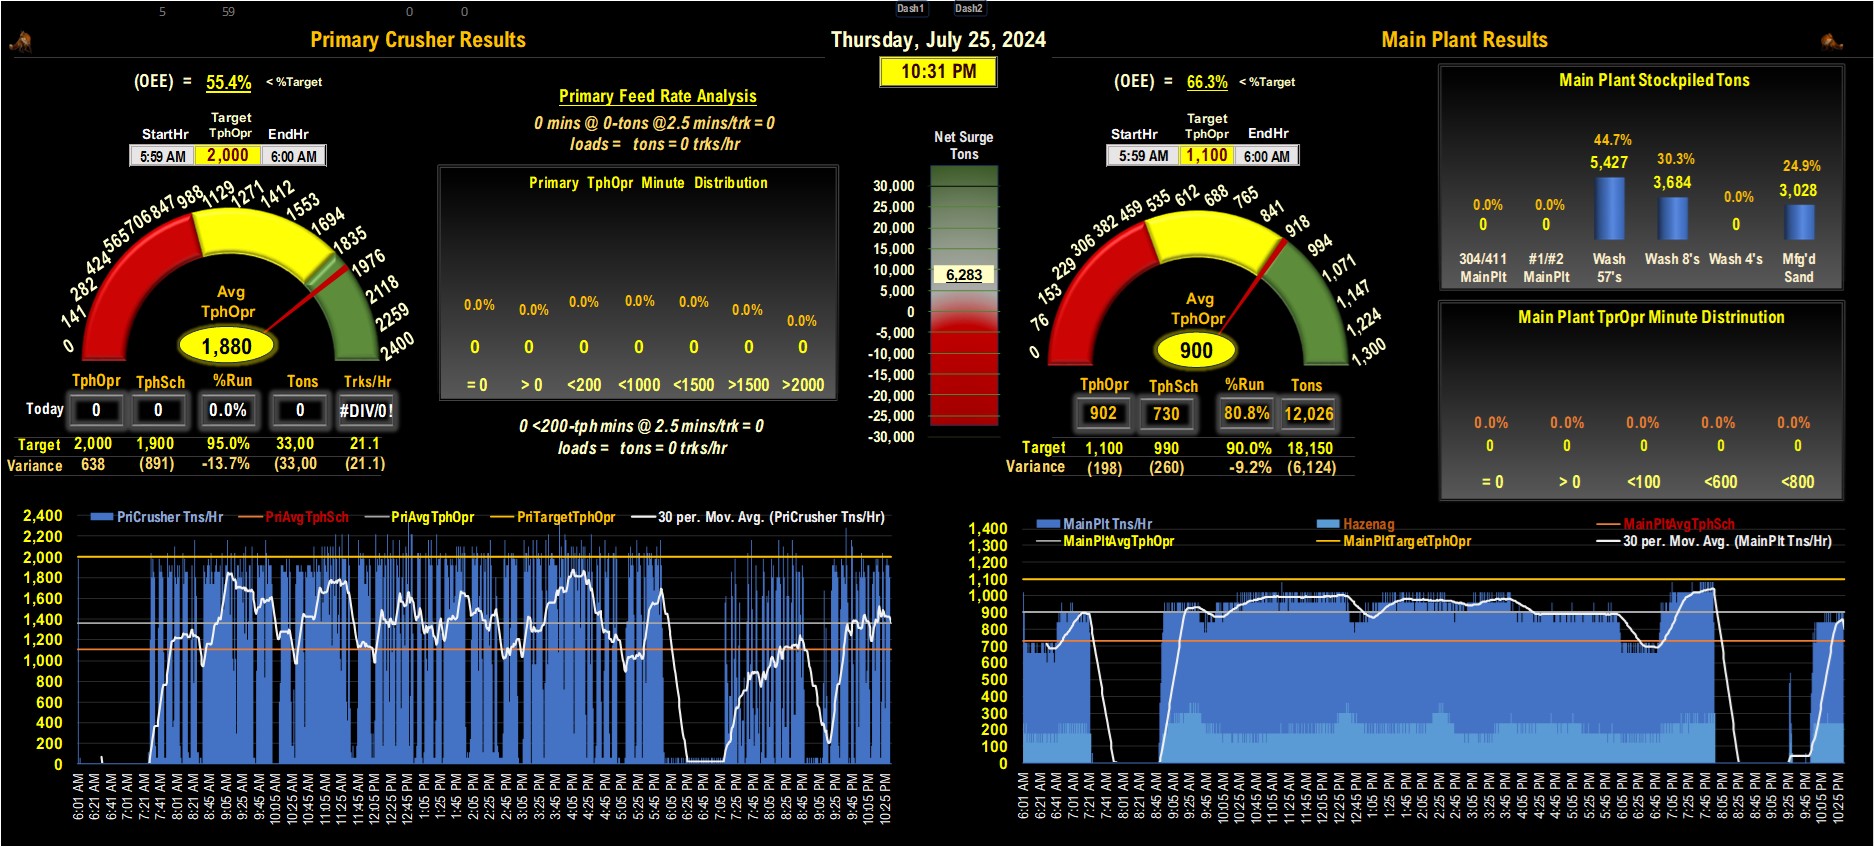 5 59 0 0 Dash1 Dash2
Primary Crusher Results
Thursday, July 25, 2024
Main Plant Results
10:31 PM
(OEE) = 55.4% < %Target
Target
StartHr TphOpr EndHr
5:59 AM 2,000 6:00 AM
0 141 282 424 565 706 847 988 1129 1271 1412 1553 1694 1835 1976 2118 2259 2400
Avg
TphOpr
1,880
TphOpr TphSch %Run Tons Trks/Hr
Today 0 0 0.0% 0 #DIV/0!
Target 2,000 1,900 95.0% 33,00 21.1
Variance 638 (891) -13.7% (33,00 (21.1)
Primary Feed Rate Analysis
0 mins @ 0-tons @2.5 mins/trk = 0
loads = tons = 0 trks/hr
Primary TphOpr Minute Distribution
0.0% 0.0% 0.0% 0.0% 0.0% 0.0% 0.0%
0 0 0 0 0 0 0
= 0 > 0 <200 <1000 <1500 >1500 >2000
0 <200-tph mins @ 2.5 mins/trk = 0
loads = tons = 0 trks/hr
Net Surge
Tons
30,000
25,000
20,000
15,000
10,000
6,283
5,000
0
-5,000
-10,000
-15,000
-20,000
-25,000
-30,000
(OEE) = 66.3% < %Target
Target
StartHr TphOpr EndHr
5:59 AM 1,100 6:00 AM
0 76 153 229 306 382 459 535 612 688 765 841 918 994 1,071 1,147 1,224 1,300
Avg
TphOpr
900
TphOpr TphSch %Run Tons
902 730 80.8% 12,026
Target 1,100 990 90.0% 18,150
Variance (198) (260) -9.2% (6,124)
Main Plant Stockpiled Tons
0.0% 0.0% 44.7% 30.3% 0.0% 24.9%
0 0 5,427 3,684 0 3,028
304/411 #1/#2 Wash Wash 8's Wash 4's Mfg'd
MainPlt MainPlt 57's Sand
Main Plant TprOpr Minute Distrinution
0.0% 0.0% 0.0% 0.0% 0.0%
0 0 0 0 0
= 0 > 0 <100 <600 <800
PriCrusher Tns/Hr PriAvgTphSch PriAvgTphOpr PriTargetTphOpr 30 per. Mov. Avg. (PriCrusher Tns/Hr)
2,400
2,200
2,000
1,800
1,600
1,400
1,200
1,000
800
600
400
200
0
6:01 AM 6:21 AM 6:41 AM 7:01 AM 7:21 AM 7:41 AM 8:01 AM 8:21 AM 8:45 AM 9:05 AM 9:25 AM 9:45 AM 10:05 AM 10:25 AM 10:45 AM 11:05 AM 11:25 AM 11:45 AM 12:05 PM 12:25 PM 12:45 PM 1:05 PM 1:25 PM 1:45 PM 2:05 PM 2:25 PM 2:45 PM 3:05 PM 3:25 PM 3:45 PM 4:05 PM 4:25 PM 4:45 PM 5:05 PM 5:25 PM 5:45 PM 6:05 PM 6:25 PM 6:45 PM 7:05 PM 7:25 PM 7:45 PM 8:05 PM 8:25 PM 8:45 PM 9:05 PM 9:25 PM 9:45 PM 10:05 PM 10:25 PM
MainPlt Tns/Hr Hazenag MainPltAvgTphSch
MainPltAvgTphOpr MainPltTargetTphOpr 30 per. Mov. Avg. (MainPlt Tns/Hr)
1,400
1,300
1,200
1,100
1,000
900
800
700
600
500
400
300
200
100
0
6:01 AM 6:21 AM 6:41 AM 7:01 AM 7:21 AM 7:41 AM 8:01 AM 8:21 AM 8:45 AM 9:05 AM 9:25 AM 9:45 AM 10:05 AM 10:25 AM 10:45 AM 11:05 AM 11:25 AM 11:45 AM 12:05 PM 12:25 PM 12:45 PM 1:05 PM 1:25 PM 1:45 PM 2:05 PM 2:25 PM 2:45 PM 3:05 PM 3:25 PM 3:45 PM 4:05 PM 4:25 PM 4:45 PM 5:05 PM 5:25 PM 5:45 PM 6:05 PM 6:25 PM 6:45 PM 7:05 PM 7:25 PM 7:45 PM 8:05 PM 8:25 PM 8:45 PM 9:05 PM 9:25 PM 9:45 PM 10:05 PM 10:25 PM